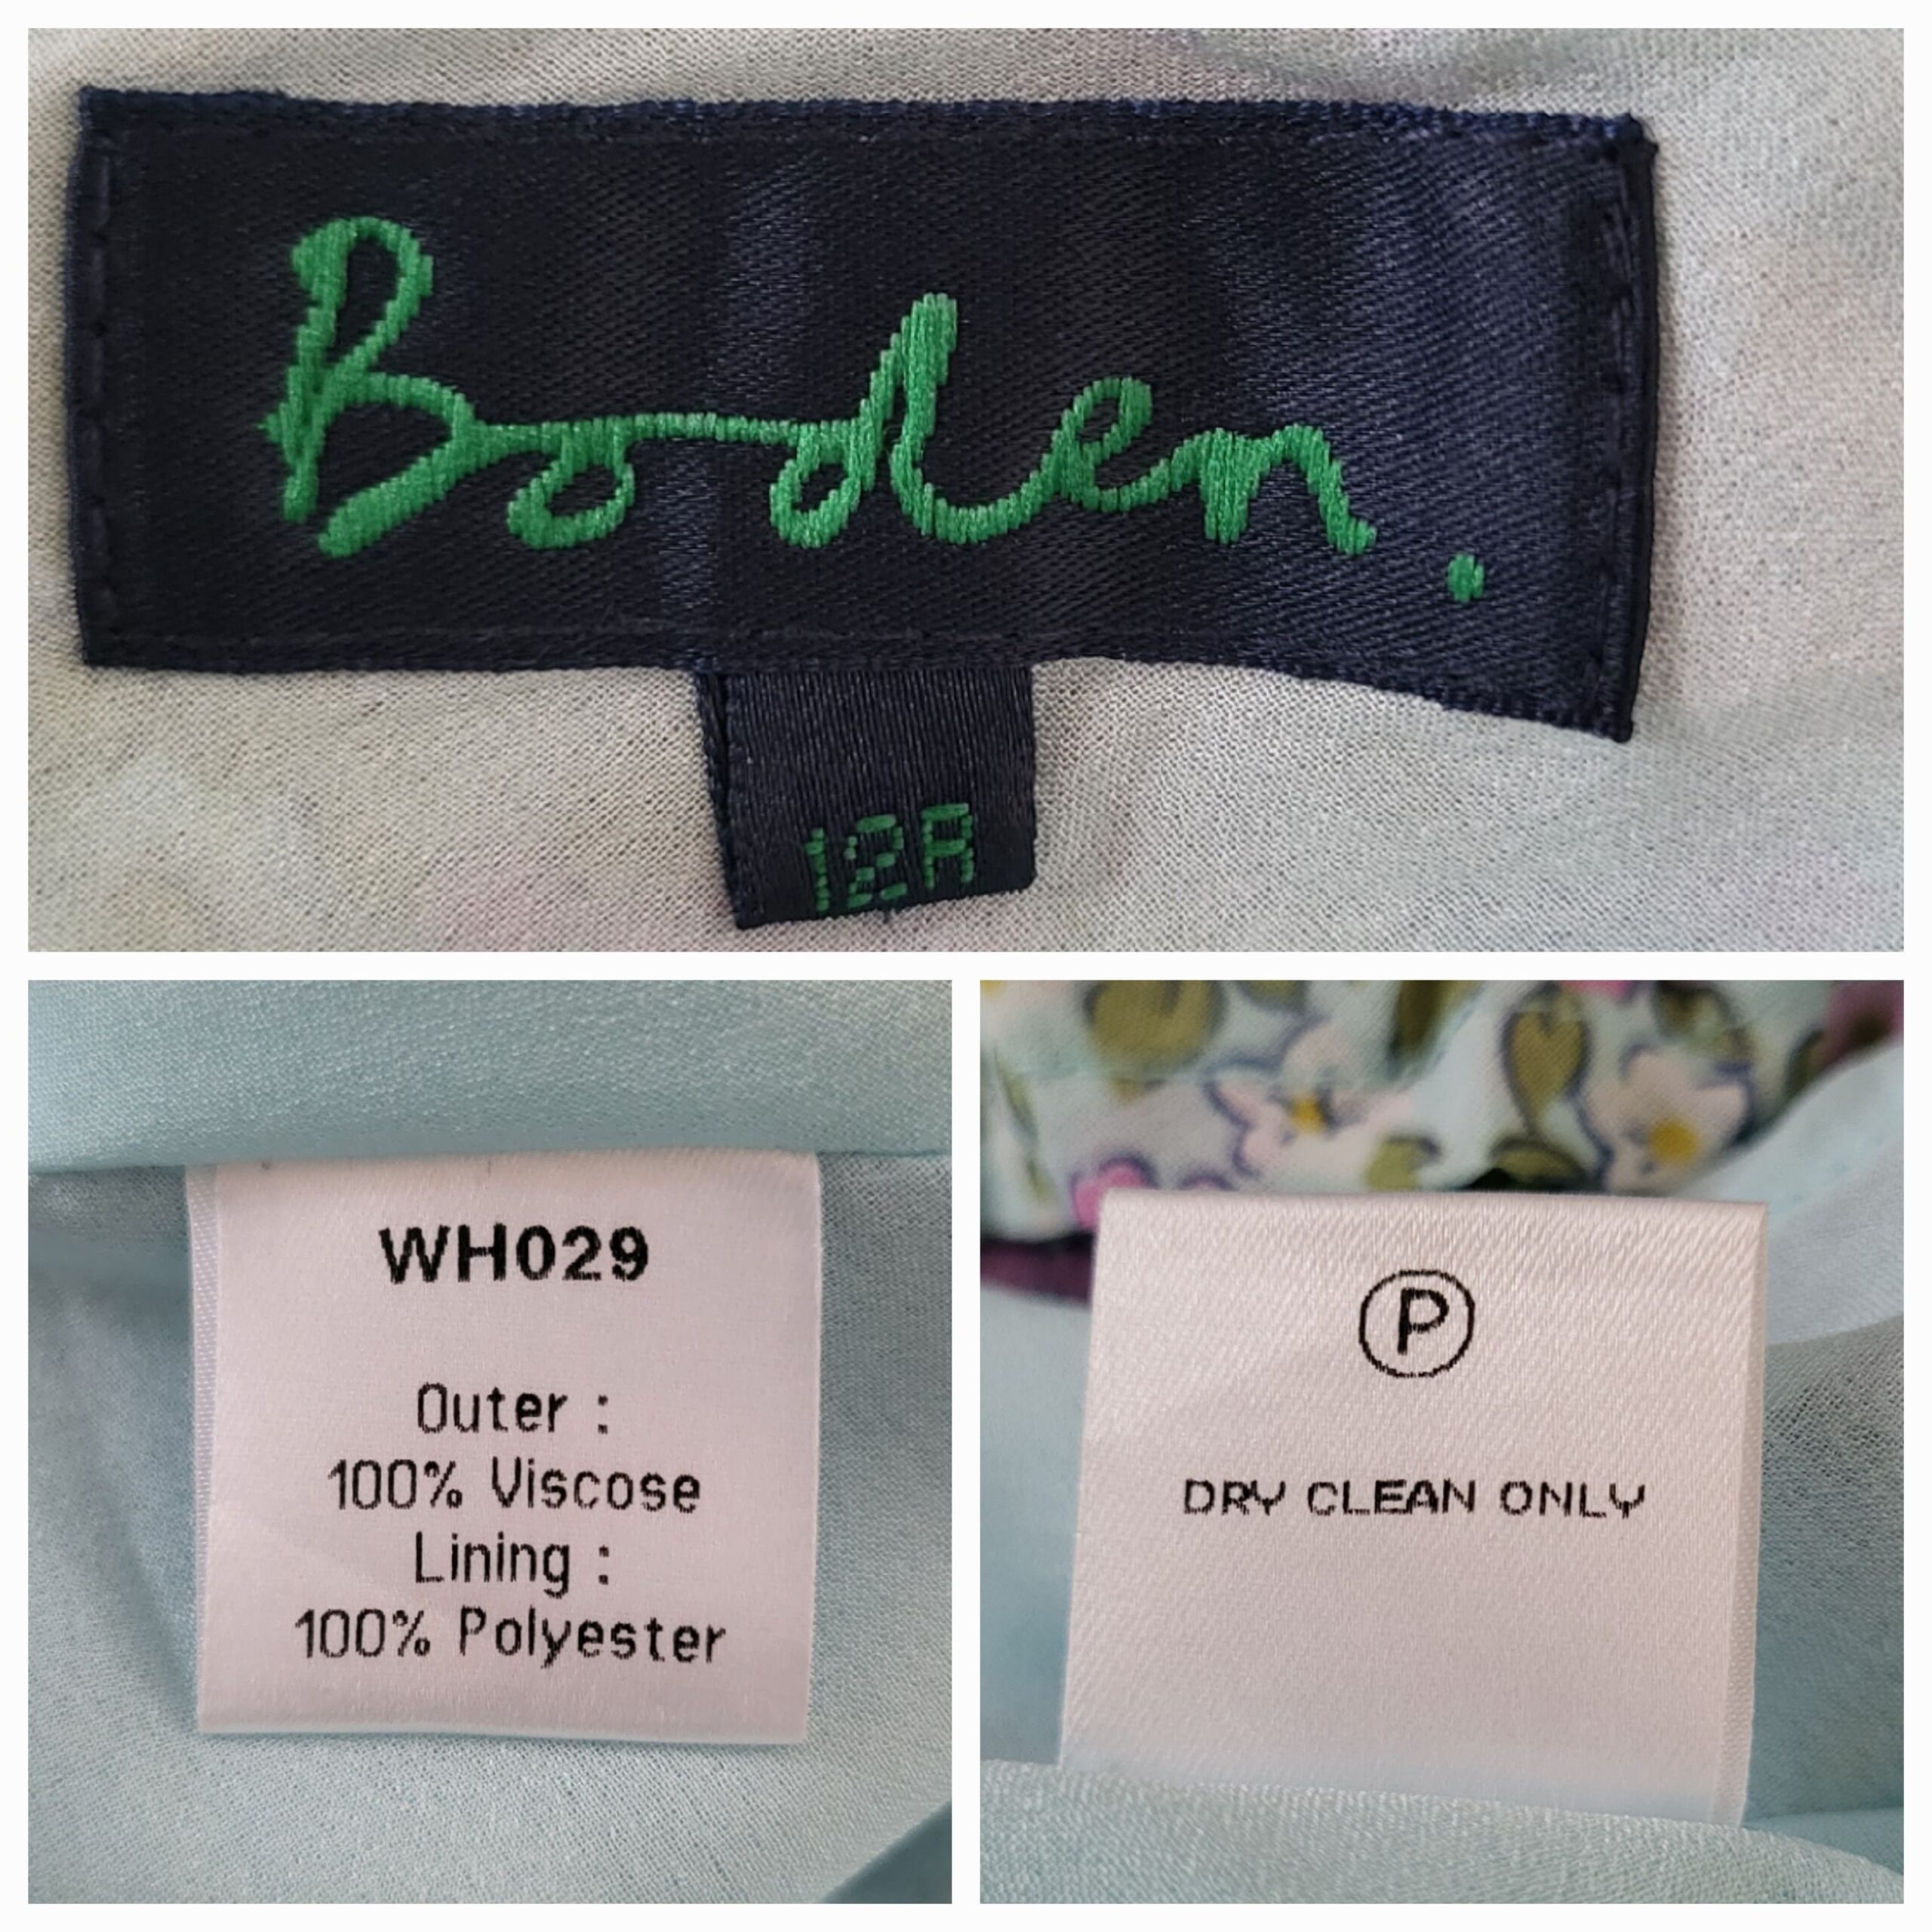 Boden.
12R
WH029
Outer :
100% Viscose
Lining :
100% Polyester
P
DRY CLEAN ONLY